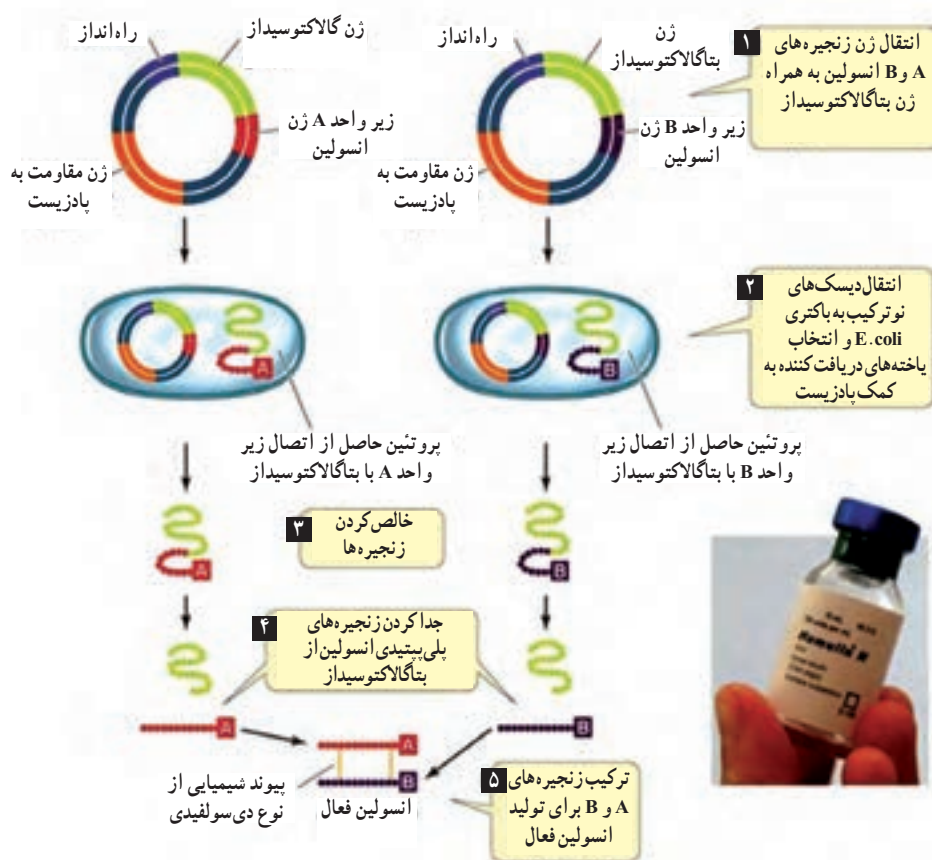 ۱
انتقال ژن زنجیره‌های
A و B انسولین به همراه
ژن بتاگالاکتوسیداز
ژن
بتاگالاکتوسیداز
راه‌انداز
زیر واحد B ژن
انسولین
ژن مقاومت به
پادزیست
ژن گالاکتوسیداز
راه‌انداز
زیر واحد A ژن
انسولین
ژن مقاومت به
پادزیست
۲
انتقال دیسک‌های
نوترکیب به باکتری
E.coli و انتخاب
یاخته‌های دریافت کننده به
کمک پادزیست
B
A
پروتئین حاصل از اتصال زیر
واحد B با بتاگالاکتوسیداز
پروتئین حاصل از اتصال زیر
واحد A با بتاگالاکتوسیداز
۳
خالص کردن
زنجیره‌ها
B
A
۴
جدا کردن زنجیره‌های
پلی‌پپتیدی انسولین از
بتاگالاکتوسیداز
B
A
A
B
پیوند شیمیایی از
نوع دی‌سولفیدی
انسولین فعال
۵
ترکیب زنجیره‌های
A و B برای تولید
انسولین فعال